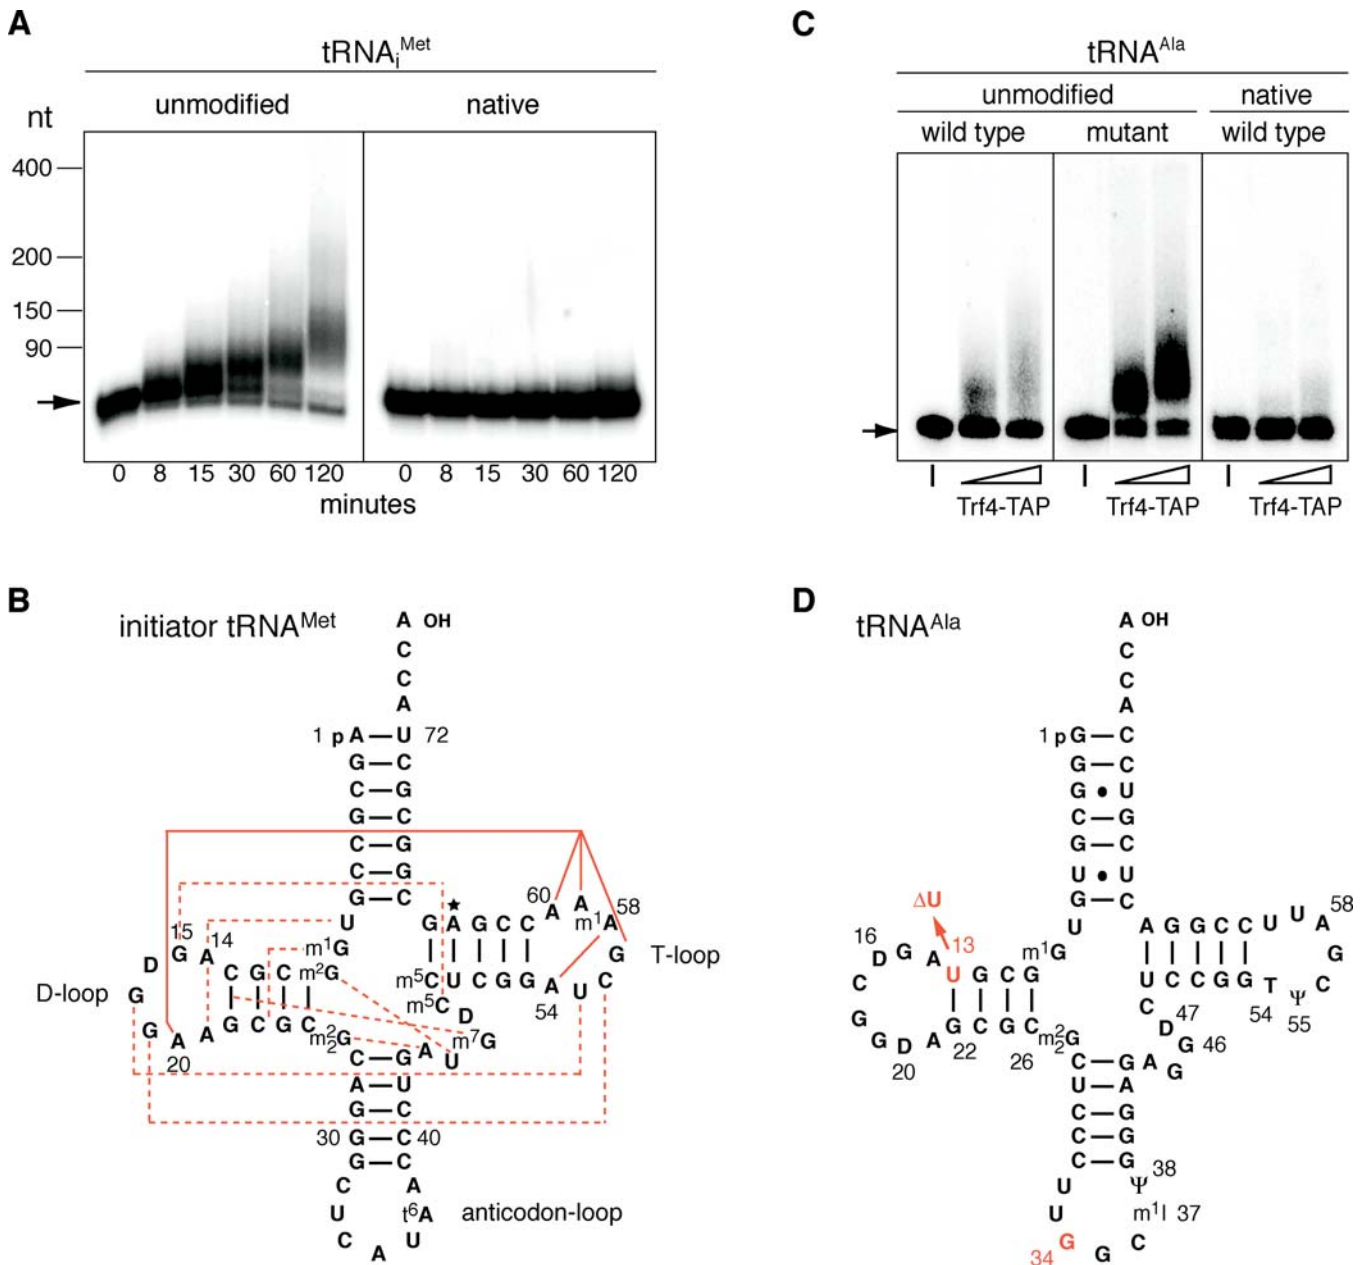 A
tRNAiMet
unmodified native
nt
400
200
150
90
0 8 15 30 60 120 0 8 15 30 60 120
minutes
C
tRNAAla
unmodified native
wild type mutant wild type
Trf4-TAP Trf4-TAP Trf4-TAP
B
initiator tRNAMet
A OH
C
C
A
1 p A U 72
G C
C G
G C
C G
C G
G C
U
G A G C C A A A
60 58
m1
15 14
D G A C G C m1G m2G
D-loop
G
G A A G C G C m22G
20
m5C U C G G A U C G
m5C D
54
T-loop
m7G
G A U
C G
A U
G C
30 G C 40
G C
C A
U t6A
C A U
anticodon-loop
D
tRNAAla
A OH
C
C
A
1 p G C
G C
G U
C G
G C
U U
G C
U
A G G C C U U A 58
G
C
ΔU
13
16 D G A U G C G m1G
C
G
G D A G C G C m22G
20 22 26
U C C G G T Ψ
54 55
C 47
D
G 46
G A G
G
C
U A
C G
C G
C G
U Ψ 38
U m1I 37
34 G G C